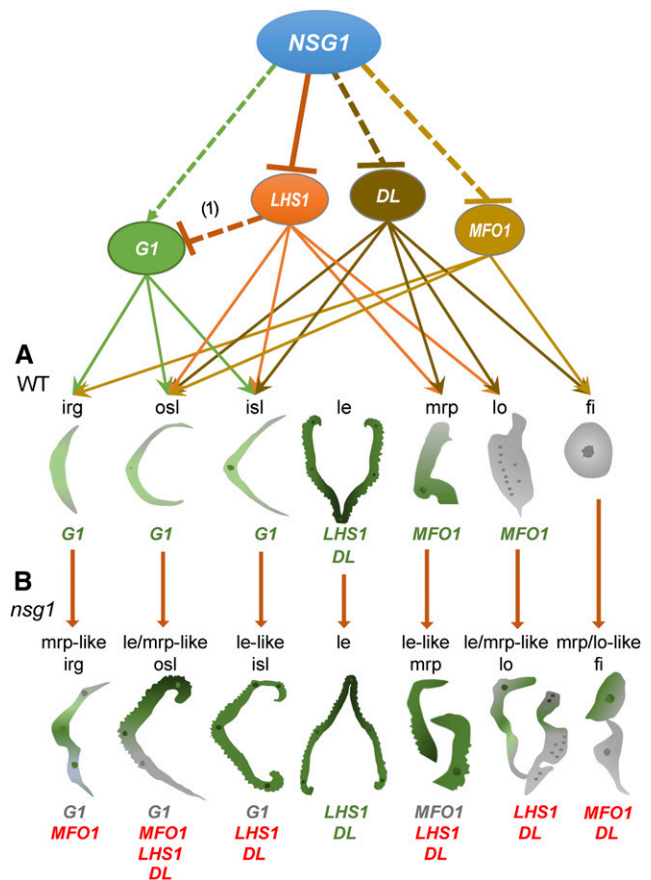 NSG1
LHS1
DL
MFO1
(1)
G1
A
WT
irg osl isl le mrp lo fi
G1 G1 G1 LHS1 MFO1 MFO1
DL
B
nsg1
mrp-like le/mrp-like le-like le le-like le/mrp-like mrp/lo-like
irg osl isl mrp lo fi
G1 G1 G1 LHS1 MFO1 LHS1 MFO1
MFO1 MFO1 LHS1 DL LHS1 DL DL
LHS1 DL DL
DL